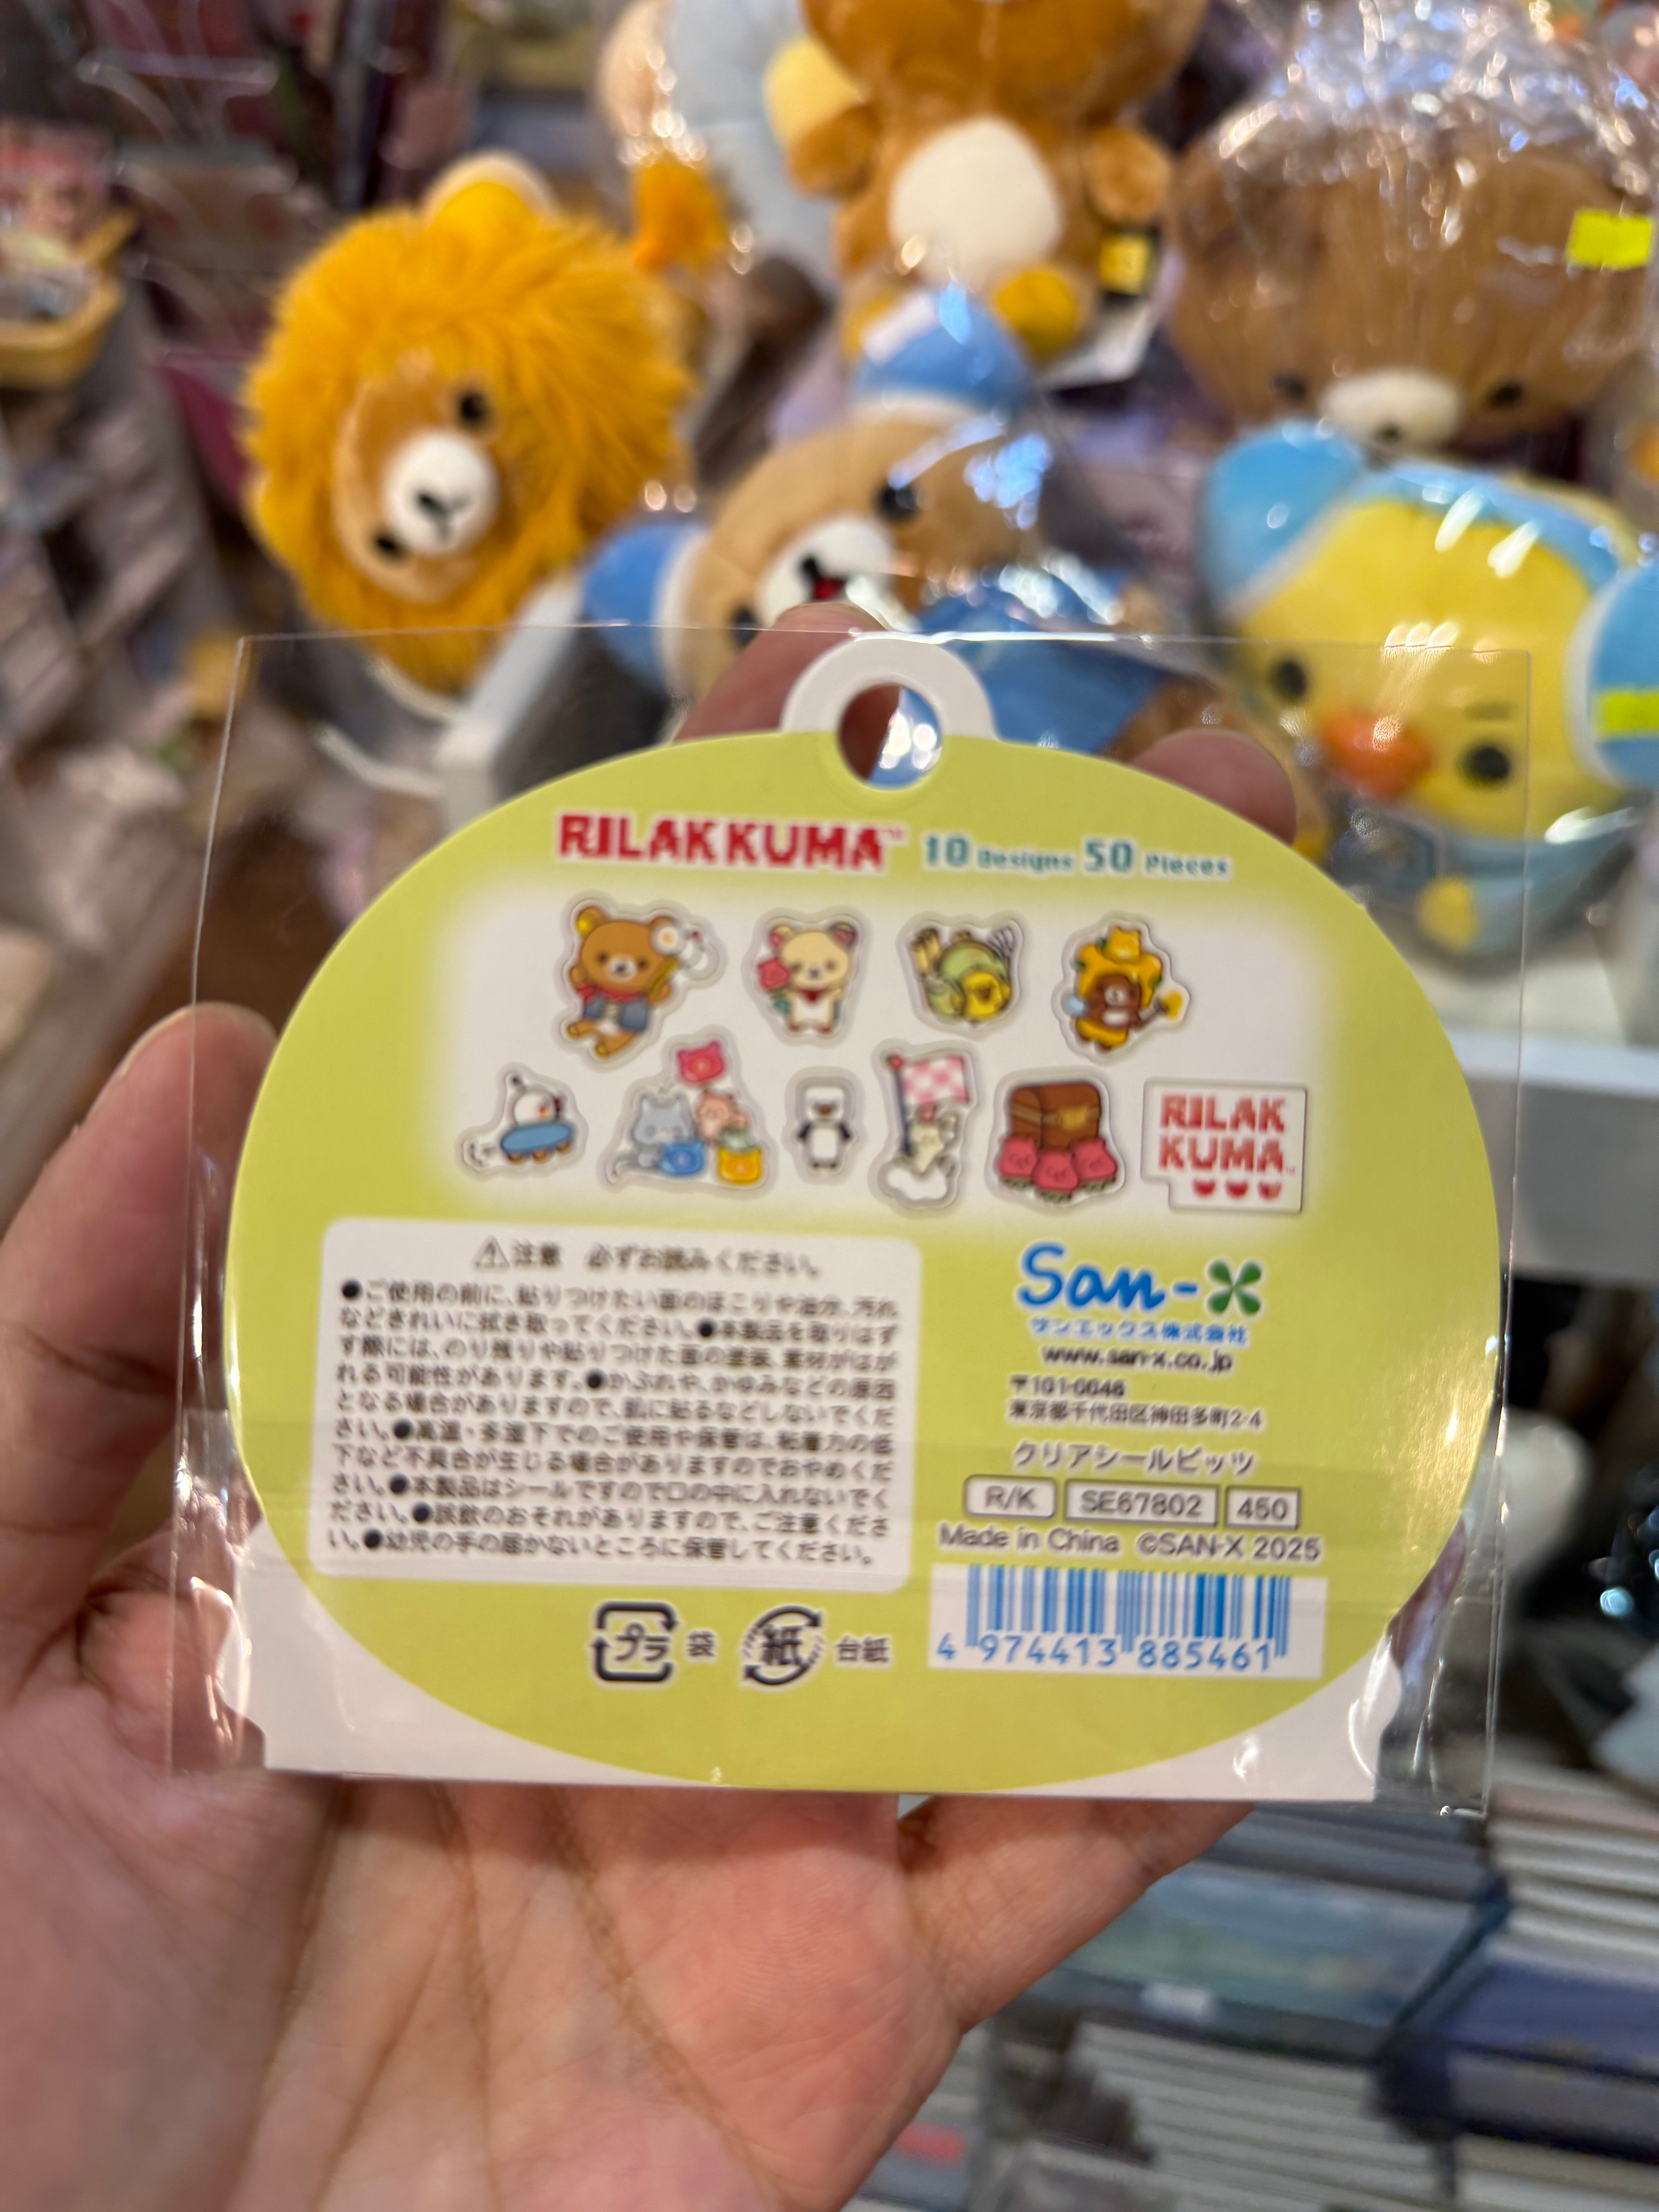 RILAKKUMA™ 10 Designs 50 Pieces
RILAK
KUMA™
⚠注意 必ずお読みください。
●ご使用の前に、貼りつけたい面のほこりや油分、汚れ
などきれいに拭き取ってください。●本製品を取りはず
す際には、のり残りや貼りつけた面の塗装、素材がはが
れる可能性があります。●かぶれや、かゆみなどの原因
となる場合がありますので、肌に貼るなどしないでくだ
さい。●高温・多湿下でのご使用や保管は、粘着力の低
下など不具合が生じる場合がありますのでおやめくだ
さい。●本製品はシールですので口の中に入れないでく
ださい。●誤飲のおそれがありますので、ご注意くださ
い。●幼児の手の届かないところに保管してください。
San-X
サンエックス株式会社
www.san-x.co.jp
〒101-0046
東京都千代田区神田多町2-4
クリアシールビッツ
R/K SE67802 450
Made in China ©SAN-X 2025
プラ 袋 紙 台紙
4 974413 885461